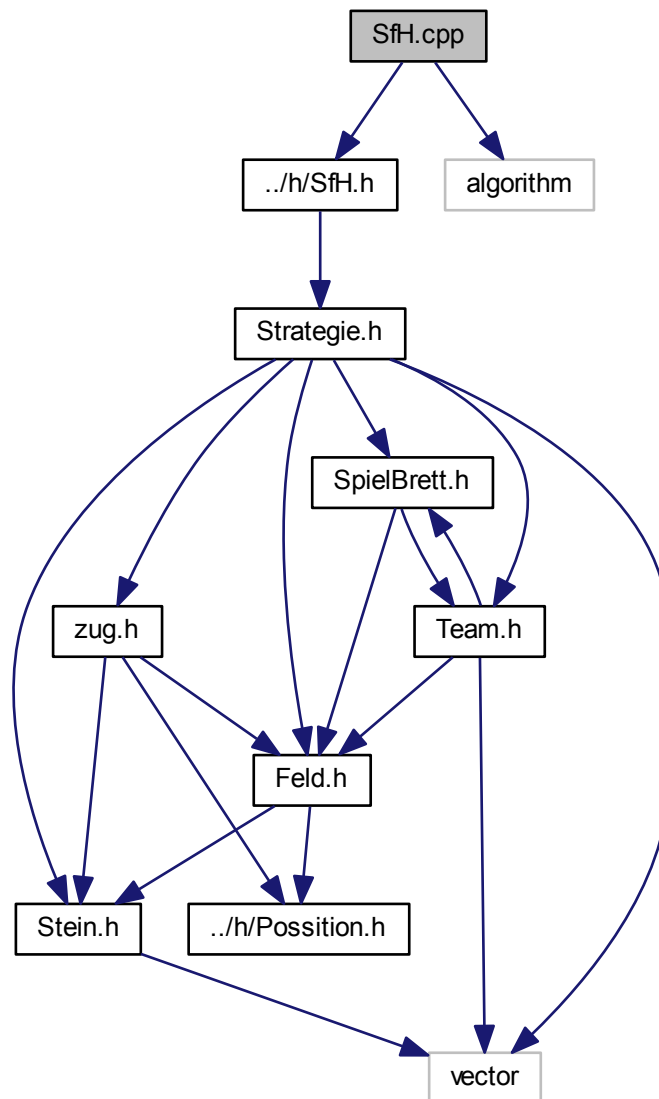 SfH.cpp
../h/SfH.h
algorithm
Strategie.h
SpielBrett.h
zug.h
Team.h
Feld.h
Stein.h
../h/Possition.h
vector